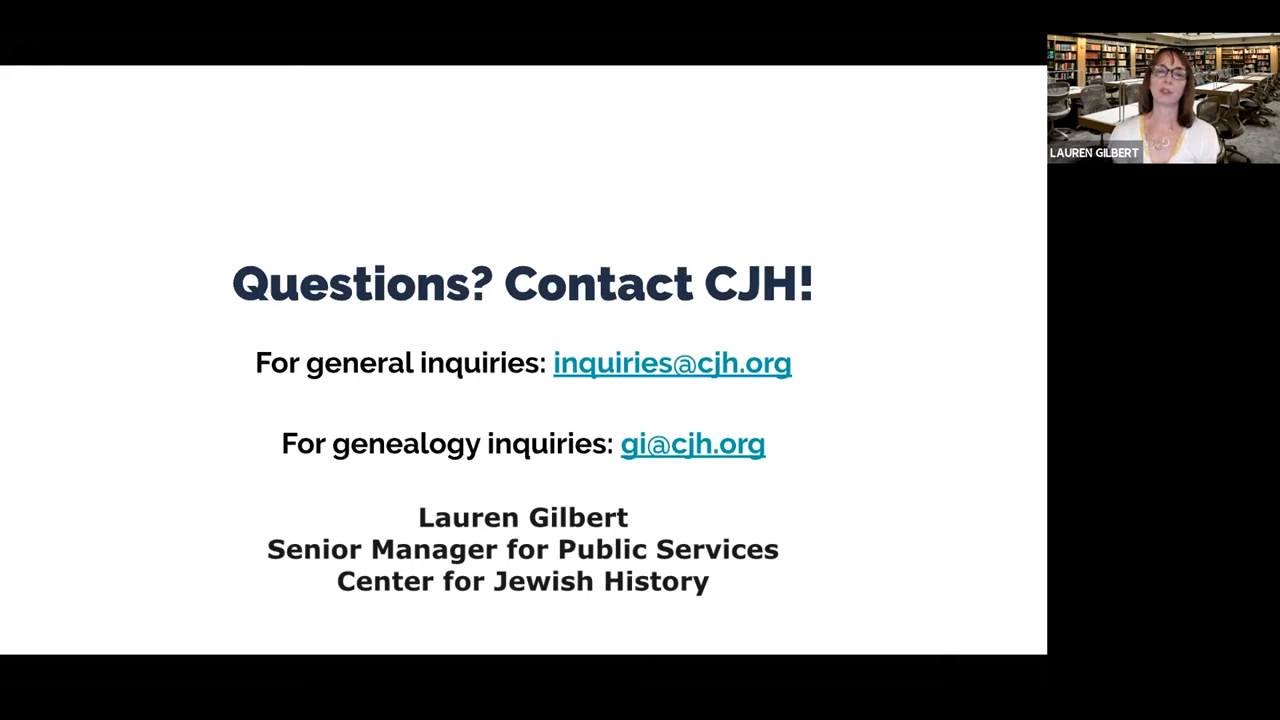 Questions? Contact CJH!
For general inquiries: inquiries@cjh.org
For genealogy inquiries: gi@cjh.org
Lauren Gilbert
Senior Manager for Public Services
Center for Jewish History
LAUREN GILBERT